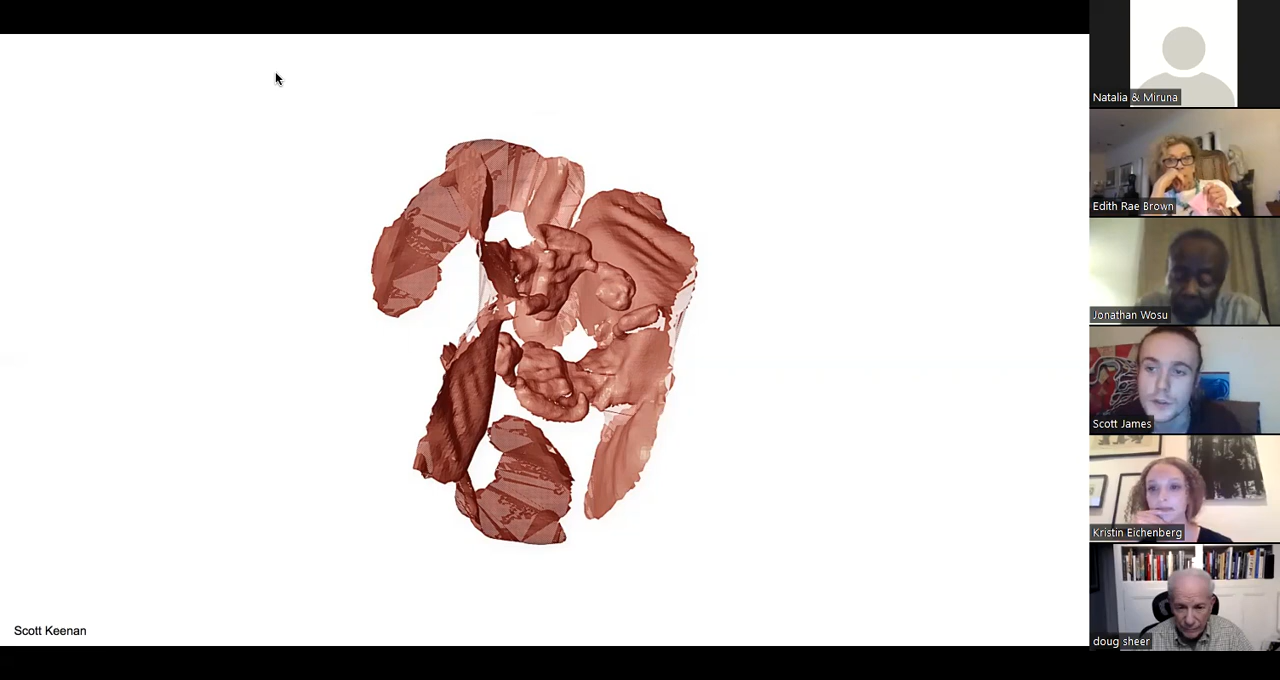 Scott Keenan
Natalia & Miruna
Edith Rae Brown
Jonathan Wosu
Scott James
Kristin Eichenberg
doug sheer